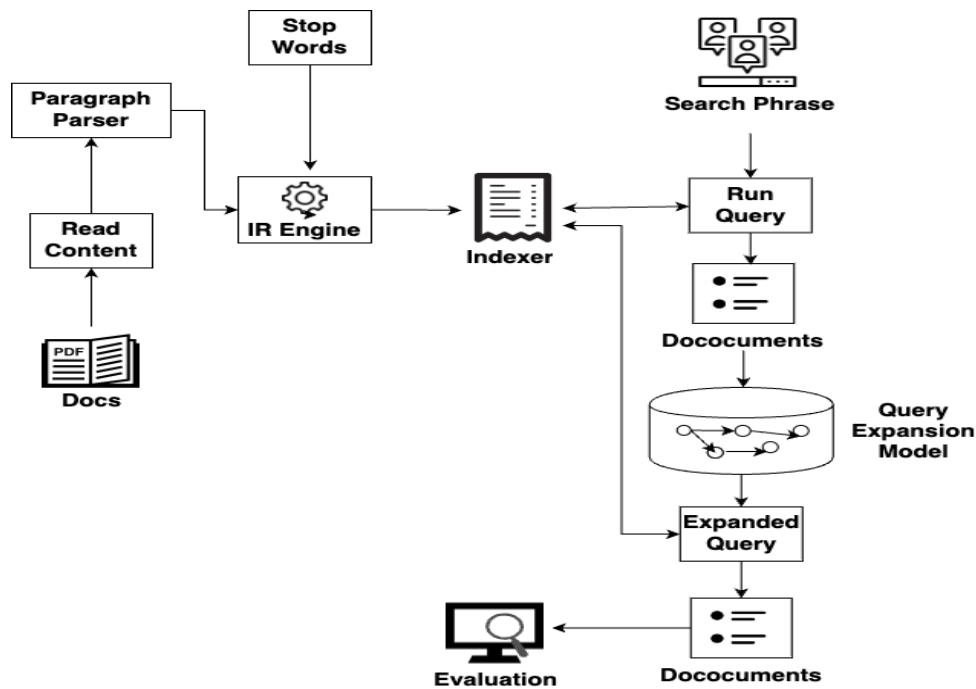 Stop
Words
Paragraph
Parser
Search Phrase
Read
Content
IR Engine
Run
Query
Indexer
PDF
Docs
Dococuments
Query
Expansion
Model
Expanded
Query
Evaluation
Dococuments